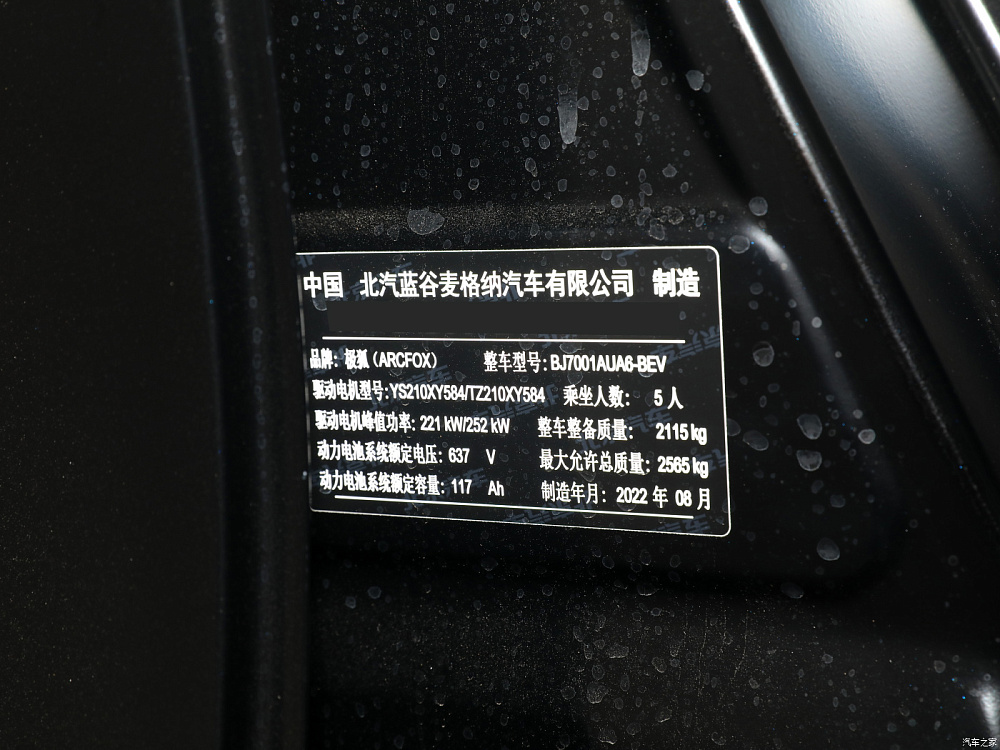 中国 北汽蓝谷麦格纳汽车有限公司 制造
品牌：极狐（ARCFOX） 整车型号：BJ7001AUA6-BEV
驱动电机型号：YS210XY584/TZ210XY584 乘坐人数： 5 人
驱动电机峰值功率：221 kW/252 kW 整车整备质量： 2115 kg
动力电池系统额定电压：637 V 最大允许总质量：2565 kg
动力电池系统额定容量：117 Ah 制造年月：2022 年 08 月
汽车之家